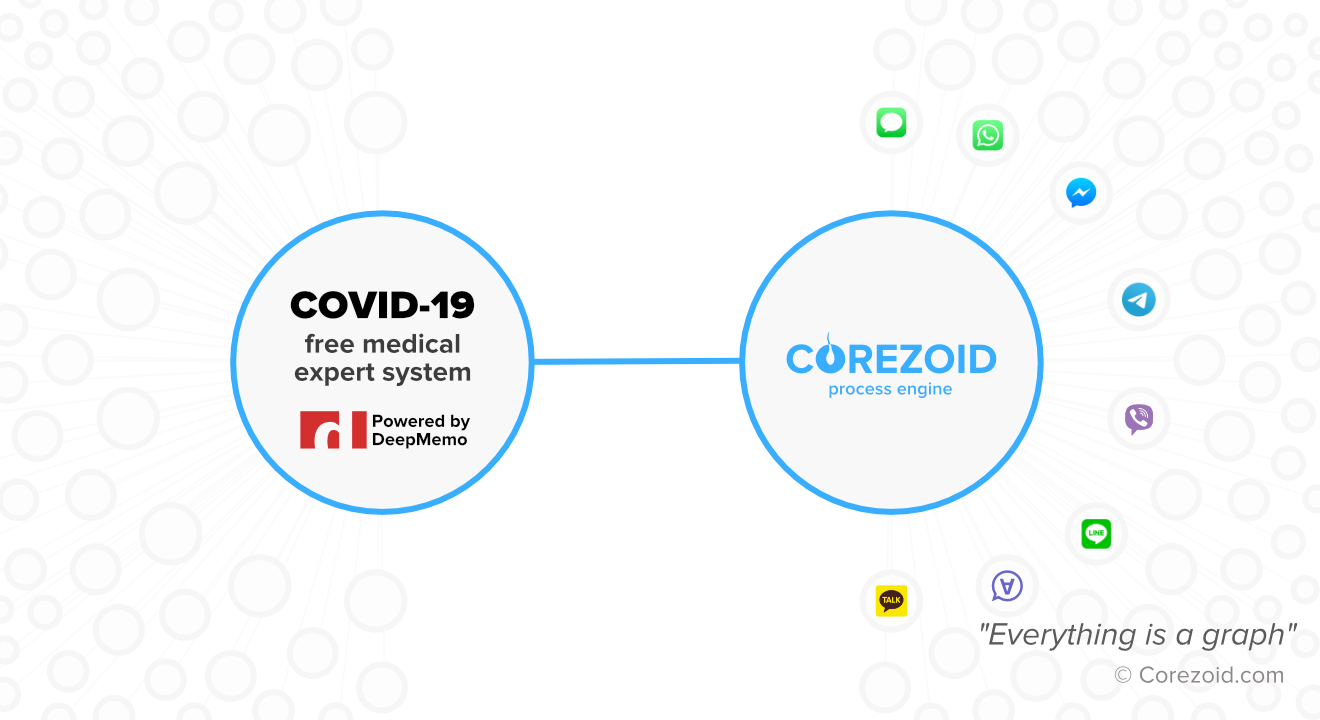 COVID-19
free medical
expert system
Powered by
DeepMemo
COREZOID
process engine
LINE
TALK
"Everything is a graph"
© Corezoid.com